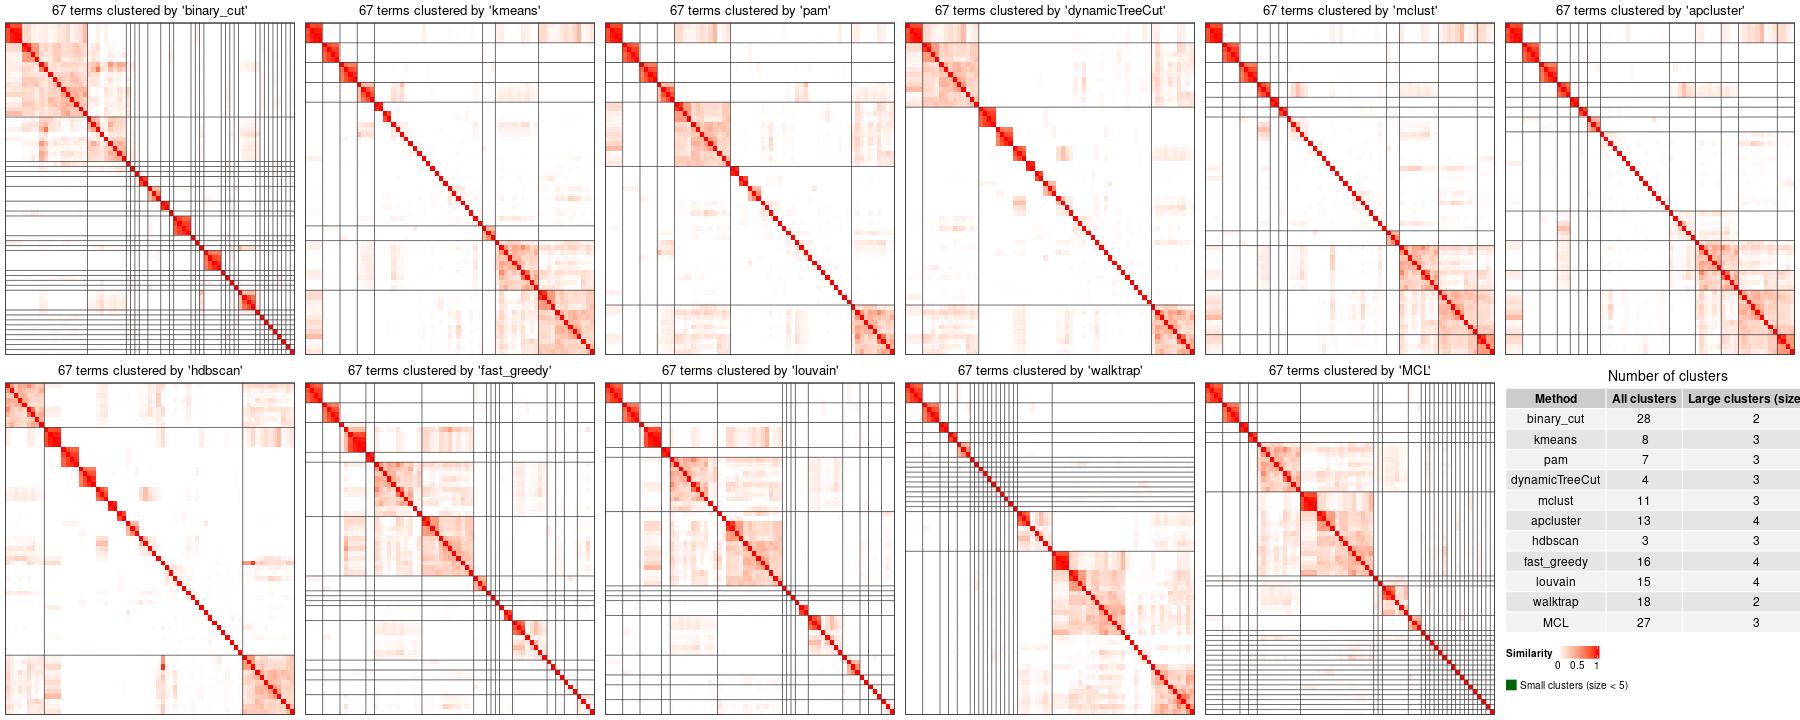 67 terms clustered by 'binary_cut'
67 terms clustered by 'kmeans'
67 terms clustered by 'pam'
67 terms clustered by 'dynamicTreeCut'
67 terms clustered by 'mclust'
67 terms clustered by 'apcluster'
67 terms clustered by 'hdbscan'
67 terms clustered by 'fast_greedy'
67 terms clustered by 'louvain'
67 terms clustered by 'walktrap'
67 terms clustered by 'MCL'
Number of clusters
Method All clusters Large clusters (size
binary_cut 28 2
kmeans 8 3
pam 7 3
dynamicTreeCut 4 3
mclust 11 3
apcluster 13 4
hdbscan 3 3
fast_greedy 16 4
louvain 15 4
walktrap 18 2
MCL 27 3
Similarity
0 0.5 1
Small clusters (size < 5)